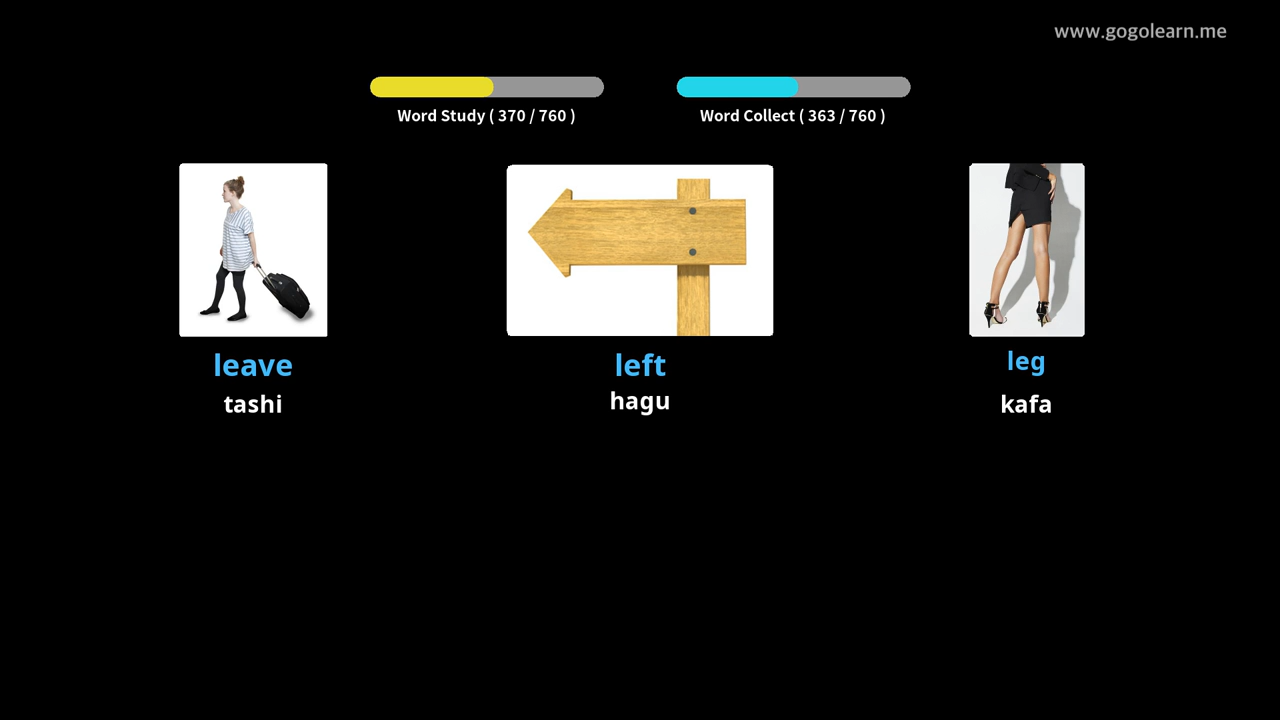 www.gogolearn.me
Word Study ( 370 / 760 )
Word Collect ( 363 / 760 )
leave
tashi
left
hagu
leg
kafa